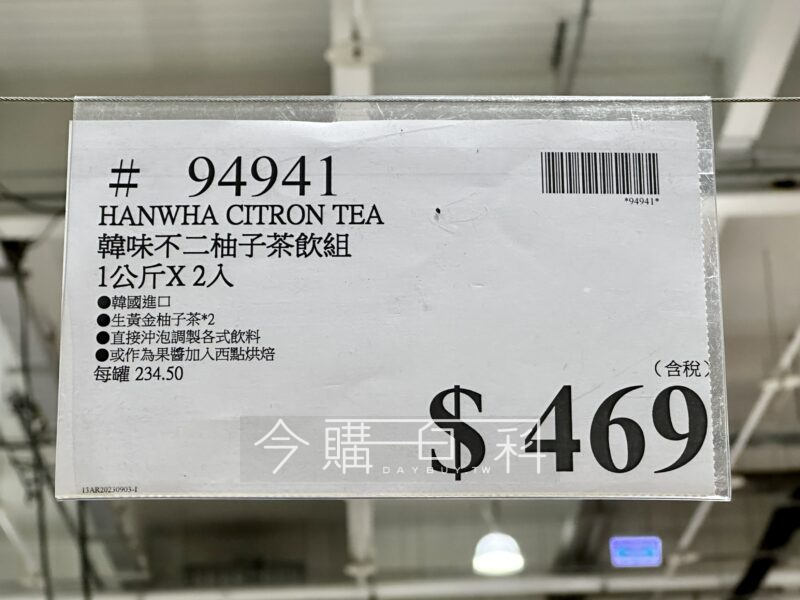 # 94941
*94941*
HANWHA CITRON TEA
韓味不二柚子茶飲組
1公斤X 2入
●韓國進口
●生黃金柚子茶*2
●直接沖泡調製各式飲料
●或作為果醬加入西點烘焙
每罐 234.50
(含稅)
$ 469
今購百科
DAYBUY.TW
13AR20230903-1